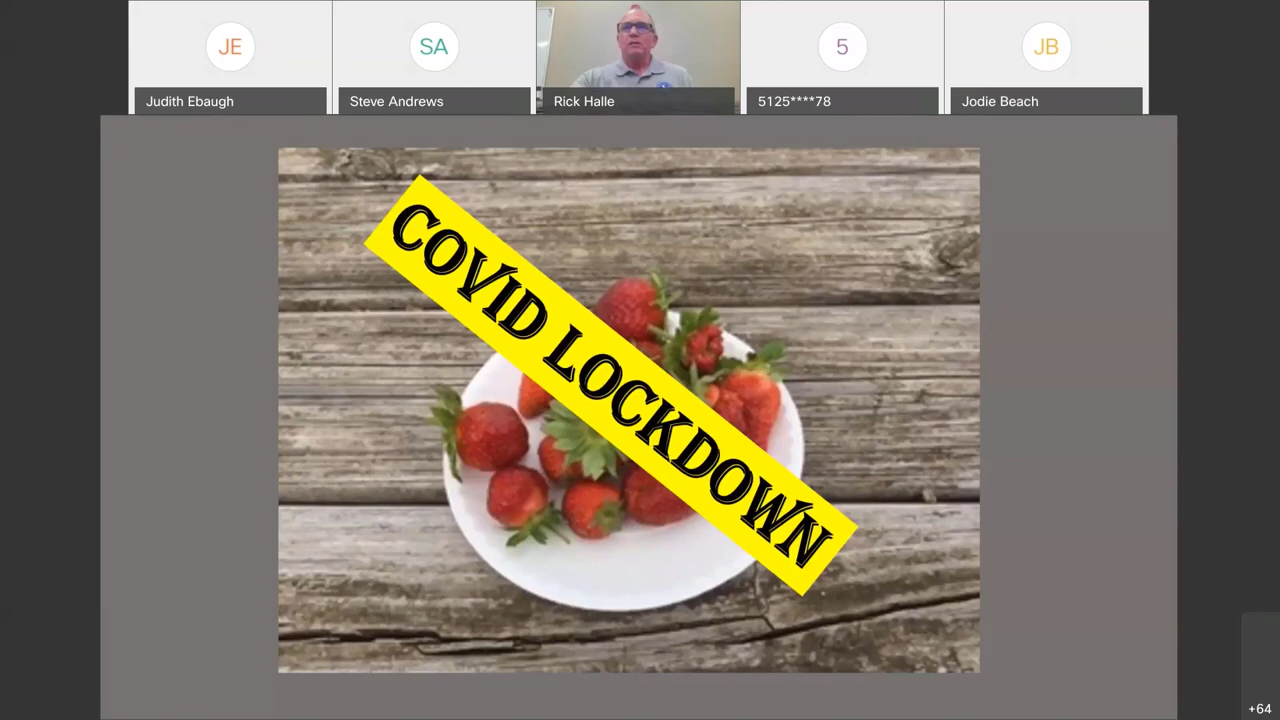 JE
SA
5
JB
Judith Ebaugh
Steve Andrews
Rick Halle
5125****78
Jodie Beach
COVID LOCKDOWN
+64